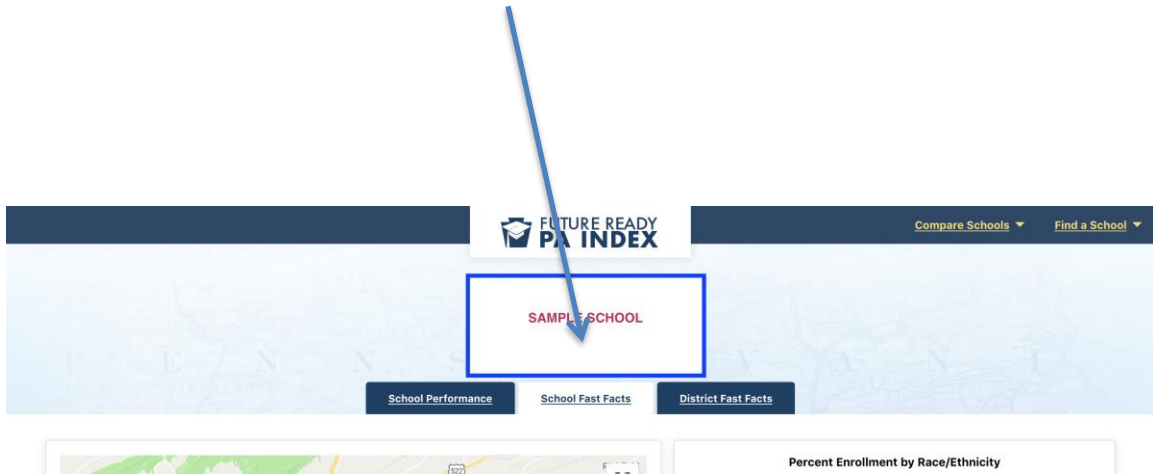 FUTURE READY
PA INDEX
Compare Schools
Find a School
SAMPLE SCHOOL
P E N N S Y V A N I
School Performance
School Fast Facts
District Fast Facts
522
Percent Enrollment by Race/Ethnicity